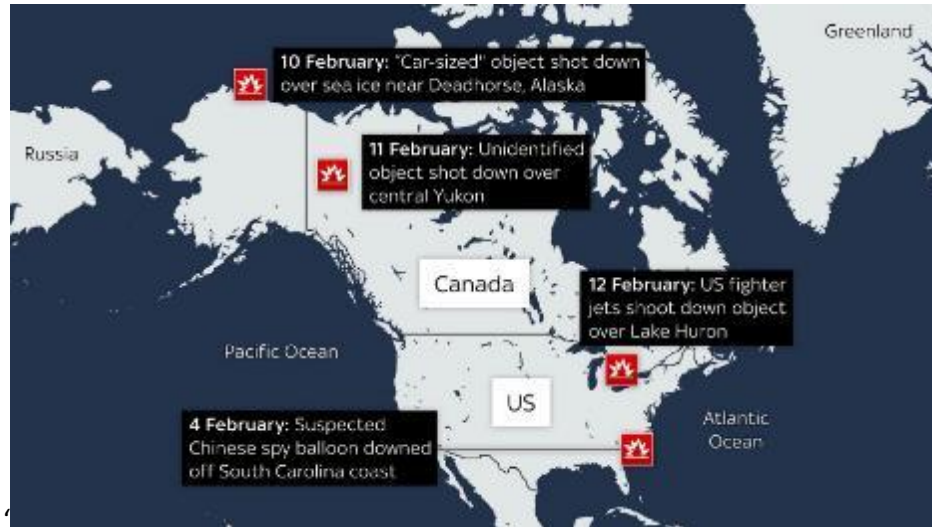 Greenland
10 February: "Car-sized" object shot down
over sea ice near Deadhorse, Alaska
Russia
11 February: Unidentified
object shot down over
central Yukon
Canada
12 February: US fighter
jets shoot down object
over Lake Huron
Pacific Ocean
US
4 February: Suspected
Chinese spy balloon downed
off South Carolina coast
Atlantic
Ocean
‘